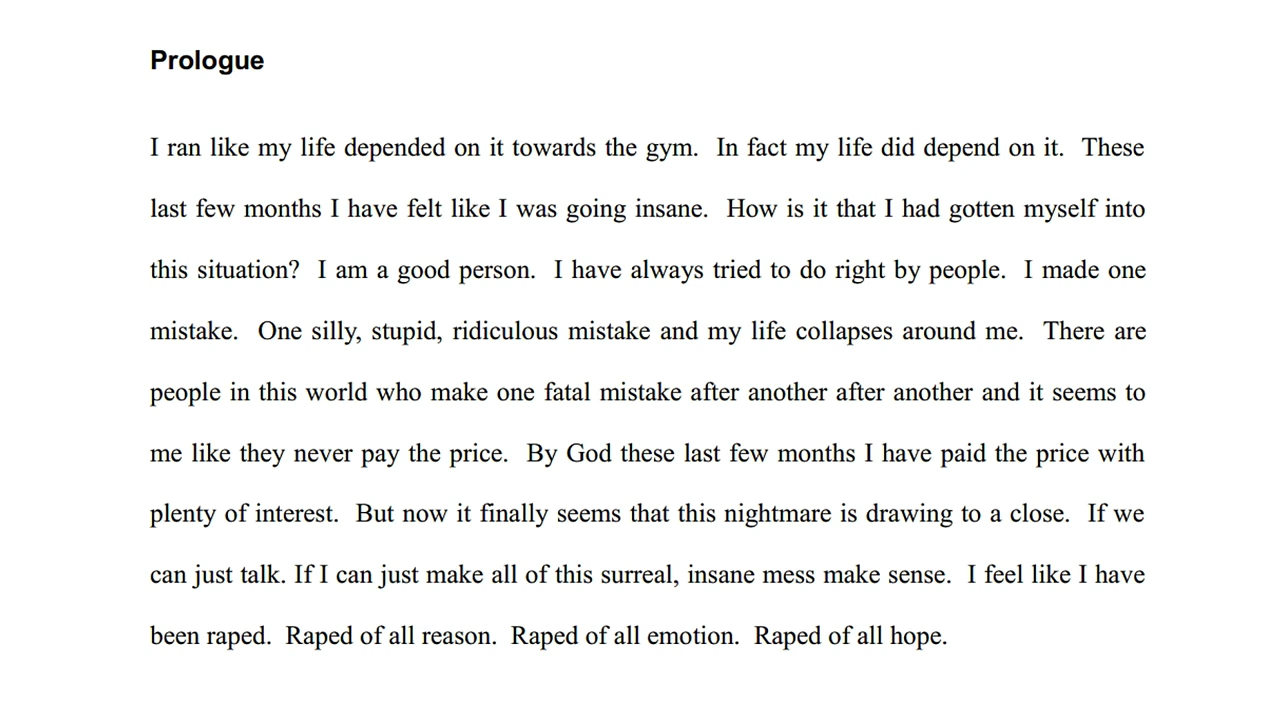 Prologue
I ran like my life depended on it towards the gym.  In fact my life did depend on it.  These
last few months I have felt like I was going insane.  How is it that I had gotten myself into
this situation?  I am a good person.  I have always tried to do right by people.  I made one
mistake.  One silly, stupid, ridiculous mistake and my life collapses around me.  There are
people in this world who make one fatal mistake after another after another and it seems to
me like they never pay the price.  By God these last few months I have paid the price with
plenty of interest.  But now it finally seems that this nightmare is drawing to a close.  If we
can just talk. If I can just make all of this surreal, insane mess make sense.  I feel like I have
been raped.  Raped of all reason.  Raped of all emotion.  Raped of all hope.